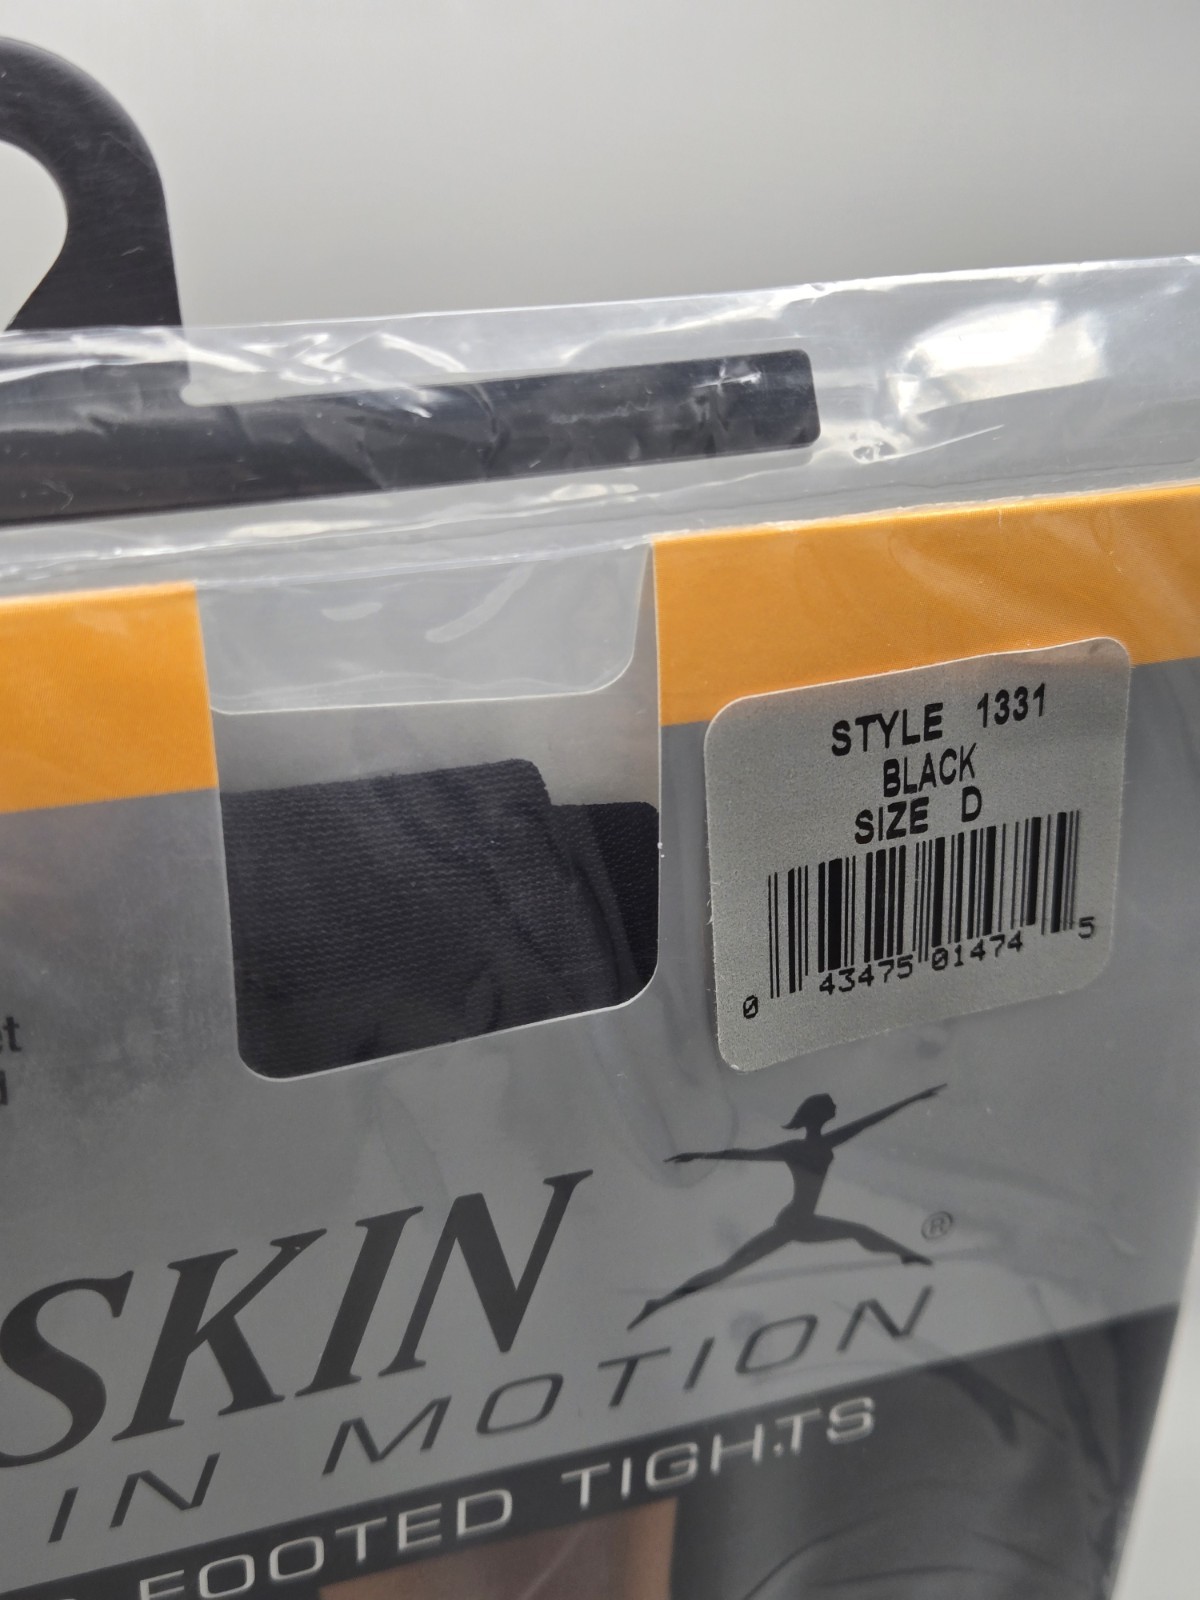 STYLE 1331
BLACK
SIZE D
0 43475 01474 5
SKIN
®
IN MOTION
FOOTED TIGHTS